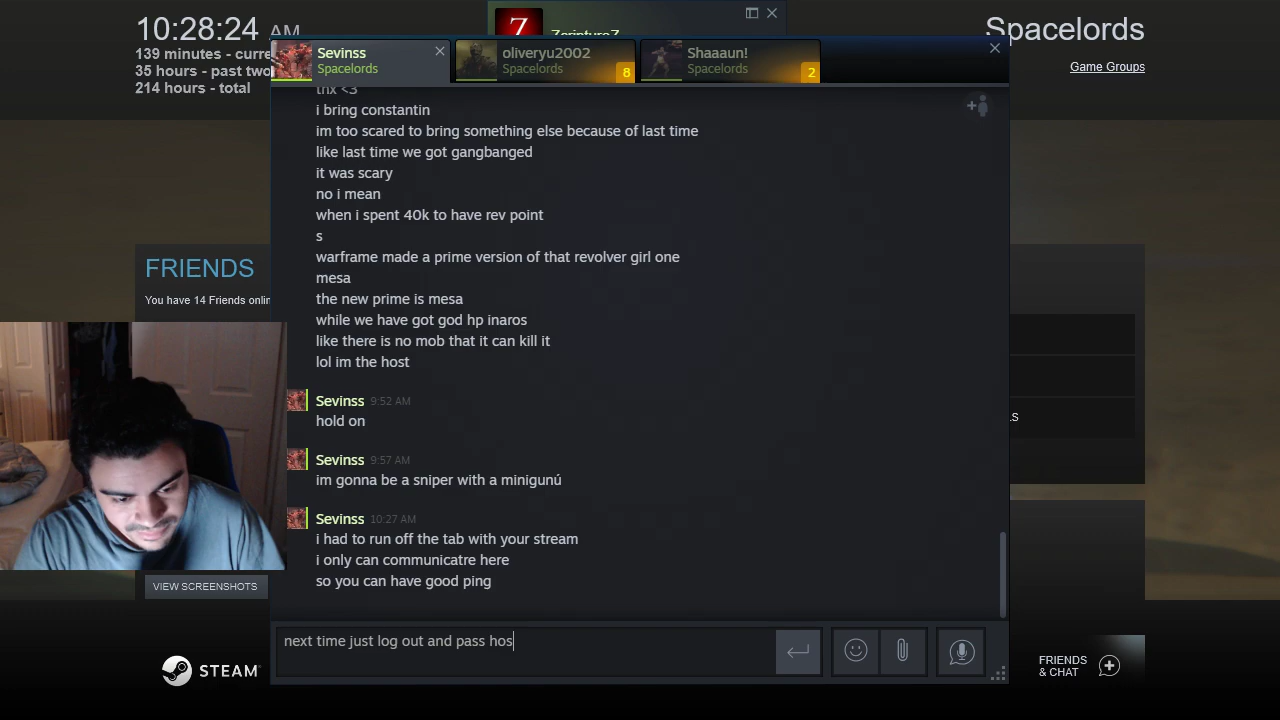 10:28:24 AM
139 minutes - curre
35 hours - past two
214 hours - total
Spacelords
Game Groups
Sevinss
Spacelords
oliveryu2002
Spacelords
8
Shaaaun!
Spacelords
2
thx <3
i bring constantin
im too scared to bring something else because of last time
like last time we got gangbanged
it was scary
no i mean
when i spent 40k to have rev point
s
warframe made a prime version of that revolver girl one
mesa
the new prime is mesa
while we have got god hp inaros
like there is no mob that it can kill it
lol im the host
Sevinss 9:52 AM
hold on
Sevinss 9:57 AM
im gonna be a sniper with a minigunú
Sevinss 10:27 AM
i had to run off the tab with your stream
i only can communicatre here
so you can have good ping
next time just log out and pass hos
FRIENDS
You have 14 Friends onlin
VIEW SCREENSHOTS
STEAM
FRIENDS
& CHAT